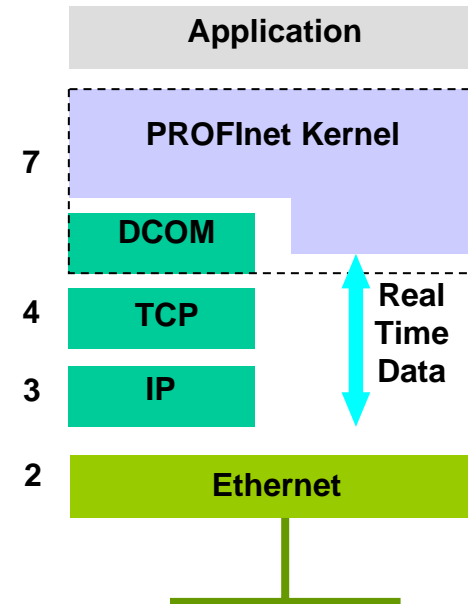 Application
PROFInet Kernel
7
DCOM
4
TCP
Real
Time
Data
3
IP
2
Ethernet